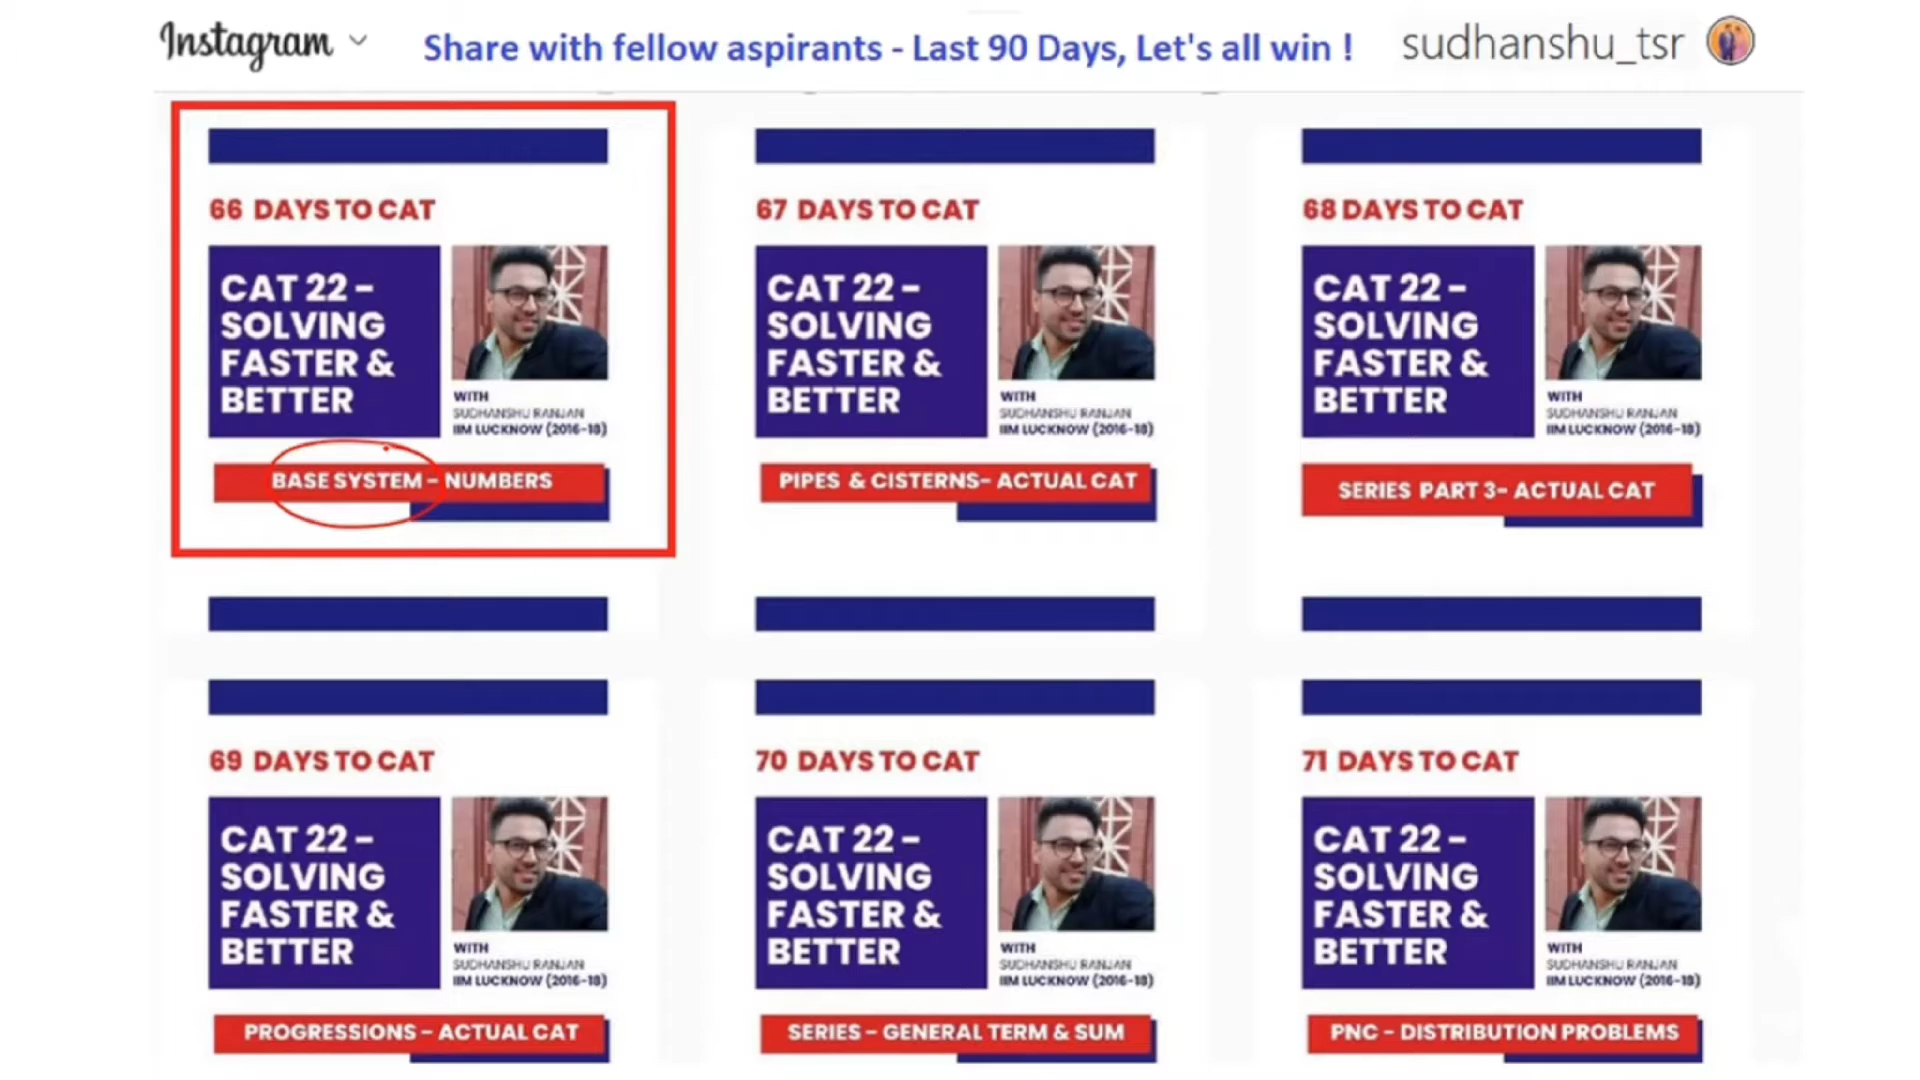 Instagram
Share with fellow aspirants - Last 90 Days, Let's all win !
sudhanshu_tsr
66 DAYS TO CAT
CAT 22 -
SOLVING
FASTER &
BETTER
WITH
SUDHANSHU RANJAN
IIM LUCKNOW (2016-18)
BASE SYSTEM - NUMBERS
67 DAYS TO CAT
CAT 22 -
SOLVING
FASTER &
BETTER
WITH
SUDHANSHU RANJAN
IIM LUCKNOW (2016-18)
PIPES & CISTERNS- ACTUAL CAT
68 DAYS TO CAT
CAT 22 -
SOLVING
FASTER &
BETTER
WITH
SUDHANSHU RANJAN
IIM LUCKNOW (2016-18)
SERIES PART 3- ACTUAL CAT
69 DAYS TO CAT
CAT 22 -
SOLVING
FASTER &
BETTER
WITH
SUDHANSHU RANJAN
IIM LUCKNOW (2016-18)
PROGRESSIONS - ACTUAL CAT
70 DAYS TO CAT
CAT 22 -
SOLVING
FASTER &
BETTER
WITH
SUDHANSHU RANJAN
IIM LUCKNOW (2016-18)
SERIES - GENERAL TERM & SUM
71 DAYS TO CAT
CAT 22 -
SOLVING
FASTER &
BETTER
WITH
SUDHANSHU RANJAN
IIM LUCKNOW (2016-18)
PNC - DISTRIBUTION PROBLEMS